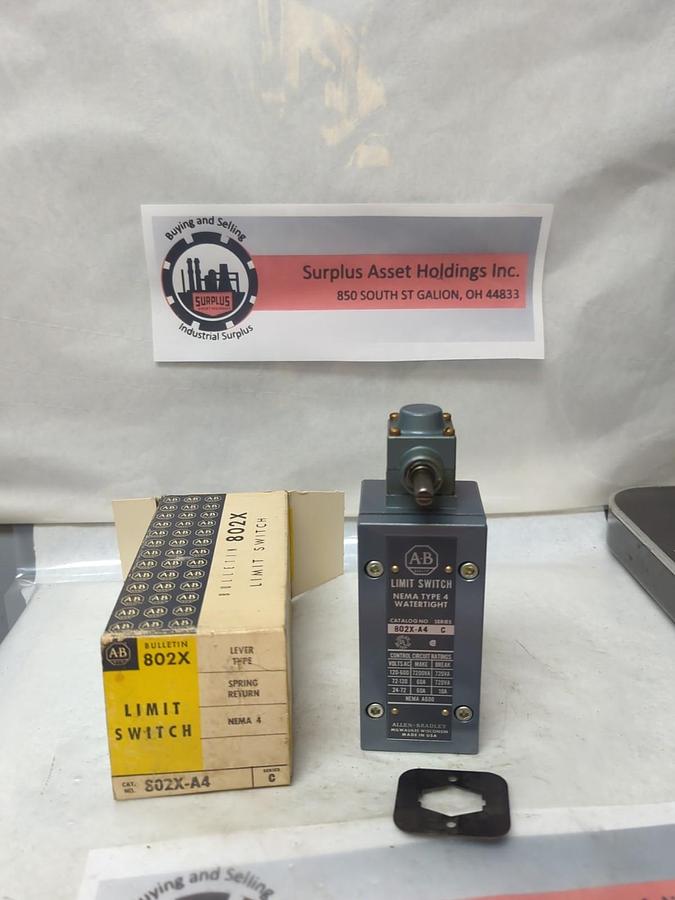 Buying and Selling
SURPLUS
Industrial Surplus
Surplus Asset Holdings Inc.
850 SOUTH ST GALION, OH 44833
BULLETIN 802X
LIMIT SWITCH
A-B
BULLETIN
802X
LIMIT
SWITCH
LEVER
TYPE
SPRING
RETURN
NEMA 4
CAT. NO. 802X-A4
SERIES C
A-B
LIMIT SWITCH
NEMA TYPE 4
WATERTIGHT
CATALOG NO SERIES
802X-A4 C
CONTROL CIRCUIT RATINGS
VOLTS AC MAKE BREAK
120-600 7200VA 720VA
72-120 60A 720VA
24-72 60A 10A
NEMA A600
ALLEN-BRADLEY
MILWAUKEE WISCONSIN
MADE IN USA
Buying and Selling